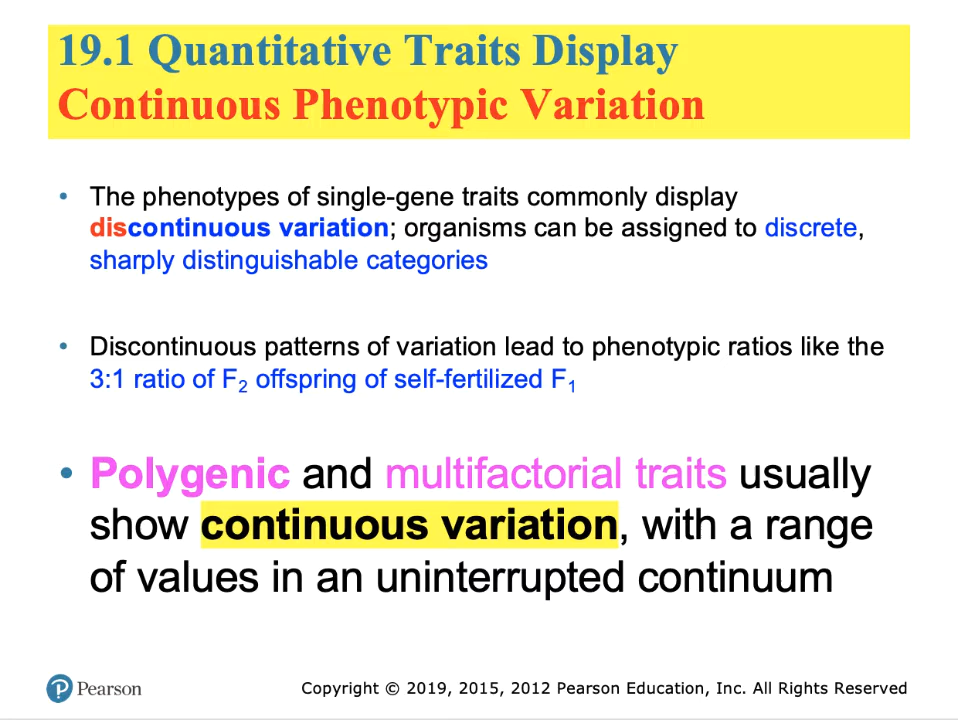 19.1 Quantitative Traits Display
Continuous Phenotypic Variation
• The phenotypes of single-gene traits commonly display
discontinuous variation; organisms can be assigned to discrete,
sharply distinguishable categories
• Discontinuous patterns of variation lead to phenotypic ratios like the
3:1 ratio of F₂ offspring of self-fertilized F₁
• Polygenic and multifactorial traits usually
show continuous variation, with a range
of values in an uninterrupted continuum
Pearson
Copyright © 2019, 2015, 2012 Pearson Education, Inc. All Rights Reserved